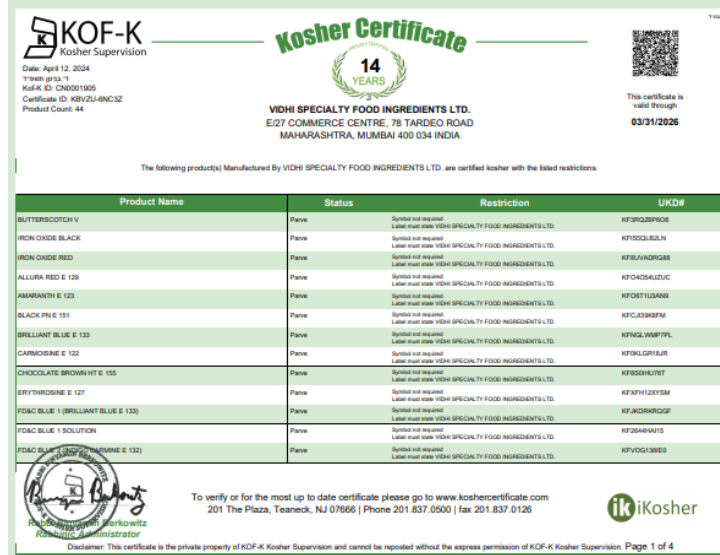 KOF-K
Kosher Supervision
Date: April 12, 2024
Kof-K ID: CN0001905
Certificate ID: KBVZU-6NC3Z
Product Count: 44
Kosher Certificate
PROUDLY CERTIFIED
14
YEARS
VIDHI SPECIALTY FOOD INGREDIENTS LTD.
E/27 COMMERCE CENTRE, 78 TARDEO ROAD
MAHARASHTRA, MUMBAI 400 034 INDIA
This certificate is
valid through
03/31/2026
The following product(s) Manufactured By VIDHI SPECIALTY FOOD INGREDIENTS LTD. are certified kosher with the listed restrictions.
Product Name Status Restriction UKD#
BUTTERSCOTCH V Parve Symbol not required
Label must state VIDHI SPECIALTY FOOD INGREDIENTS LTD.
IRON OXIDE BLACK Parve Symbol not required
Label must state VIDHI SPECIALTY FOOD INGREDIENTS LTD.
IRON OXIDE RED Parve Symbol not required
Label must state VIDHI SPECIALTY FOOD INGREDIENTS LTD.
ALLURA RED E 129 Parve Symbol not required
Label must state VIDHI SPECIALTY FOOD INGREDIENTS LTD.
AMARANTH E 123 Parve Symbol not required
Label must state VIDHI SPECIALTY FOOD INGREDIENTS LTD.
BLACK PN E 151 Parve Symbol not required
Label must state VIDHI SPECIALTY FOOD INGREDIENTS LTD.
BRILLIANT BLUE E 133 Parve Symbol not required KFNGLWMP7PL
Label must state VIDHI SPECIALTY FOOD INGREDIENTS LTD.
CARMOISINE E 122 Parve Symbol not required
Label must state VIDHI SPECIALTY FOOD INGREDIENTS LTD.
CHOCOLATE BROWN HT E 155 Parve Symbol not required
Label must state VIDHI SPECIALTY FOOD INGREDIENTS LTD.
ERYTHROSINE E 127 Parve Symbol not required KFXFH12XYSM
Label must state VIDHI SPECIALTY FOOD INGREDIENTS LTD.
FD&C BLUE 1 (BRILLIANT BLUE E 133) Parve Symbol not required KFJKDRKRQGF
Label must state VIDHI SPECIALTY FOOD INGREDIENTS LTD.
FD&C BLUE 1 SOLUTION Parve Symbol not required
Label must state VIDHI SPECIALTY FOOD INGREDIENTS LTD.
FD&C BLUE 2 (INDIGO CARMINE E 132) Parve Symbol not required
Label must state VIDHI SPECIALTY FOOD INGREDIENTS LTD.
Berkowitz
Rabbinic Administrator
To verify or for the most up to date certificate please go to www.koshercertificate.com
201 The Plaza, Teaneck, NJ 07666 | Phone 201.837.0500 | fax 201.837.0126
ik iKosher
Disclaimer: This certificate is the private property of KOF-K Kosher Supervision and cannot be reposted without the express permission of KOF-K Kosher Supervision. Page 1 of 4